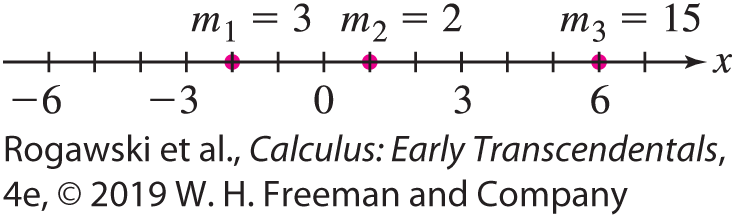 m₁ = 3 m₂ = 2 m₃ = 15
x
−6 −3 0 3 6
Rogawski et al., Calculus: Early Transcendentals,
4e, © 2019 W. H. Freeman and Company